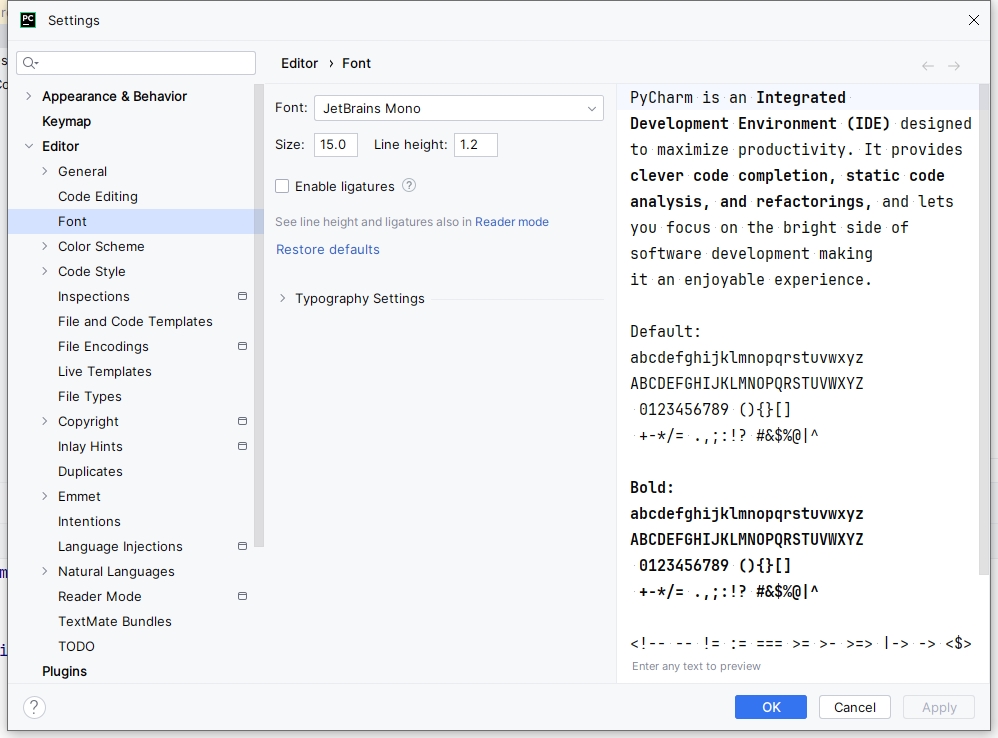 PC Settings
Editor › Font
Appearance & Behavior
Keymap
Editor
General
Code Editing
Font
Color Scheme
Code Style
Inspections
File and Code Templates
File Encodings
Live Templates
File Types
Copyright
Inlay Hints
Duplicates
Emmet
Intentions
Language Injections
Natural Languages
Reader Mode
TextMate Bundles
TODO
Plugins
Font: JetBrains Mono
Size: 15.0 Line height: 1.2
Enable ligatures ?
See line height and ligatures also in Reader mode
Restore defaults
Typography Settings
PyCharm is an Integrated
Development Environment (IDE) designed
to maximize productivity. It provides
clever code completion, static code
analysis, and refactorings, and lets
you focus on the bright side of
software development making
it an enjoyable experience.
Default:
abcdefghijklmnopqrstuvwxyz
ABCDEFGHIJKLMNOPQRSTUVWXYZ
0123456789 (){}[]
+-*/= .,;:!? #&$%@|^
Bold:
abcdefghijklmnopqrstuvwxyz
ABCDEFGHIJKLMNOPQRSTUVWXYZ
0123456789 (){}[]
+-*/= .,;:!? #&$%@|^
<!-- -- != := === >= >- >=> |-> -> <$>
Enter any text to preview
? OK Cancel Apply